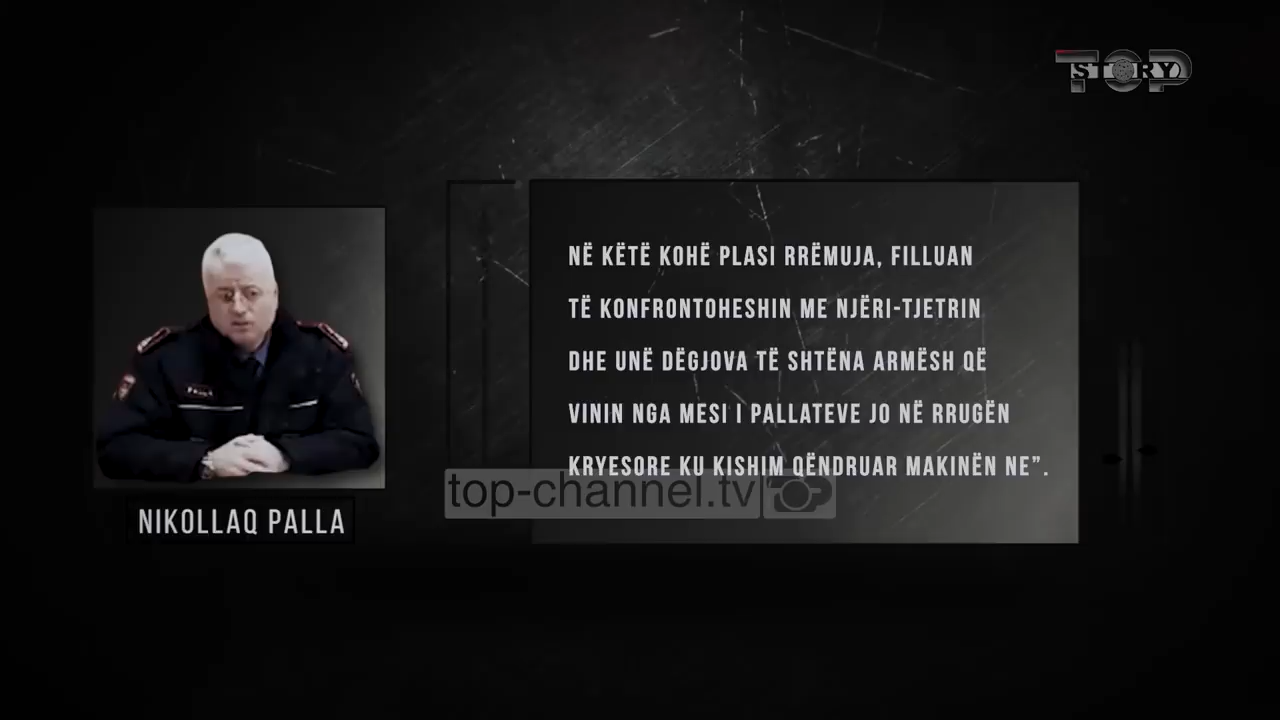 TOP
STORY
NË KËTË KOHË PLASI RRËMUJA, FILLUAN
TË KONFRONTOHESHIN ME NJËRI-TJETRIN
DHE UNË DËGJOVA TË SHTËNA ARMËSH QË
VININ NGA MESI I PALLATEVE JO NË RRUGËN
KRYESORE KU KISHIM QËNDRUAR MAKINËN NE”.
top-channel.tv
NIKOLLAQ PALLA